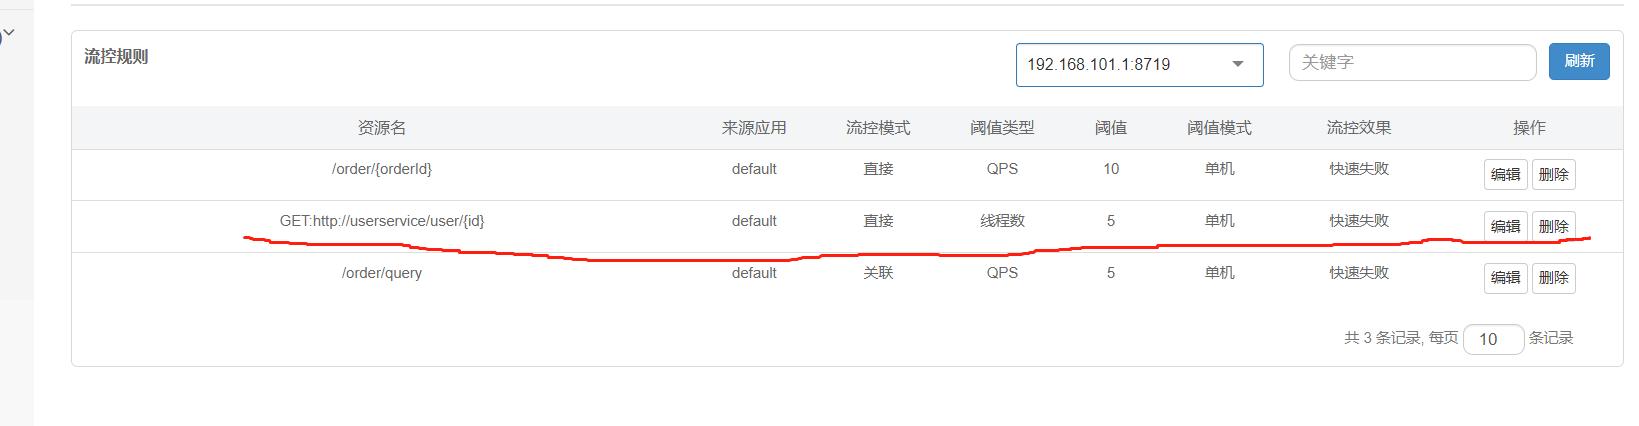 流控规则 192.168.101.1:8719 关键字 刷新
资源名 来源应用 流控模式 阈值类型 阈值 阈值模式 流控效果 操作
/order/{orderId} default 直接 QPS 10 单机 快速失败 编辑 删除
GET:http://userservice/user/{id} default 直接 线程数 5 单机 快速失败 编辑 删除
/order/query default 关联 QPS 5 单机 快速失败 编辑 删除
共 3 条记录, 每页 10 条记录